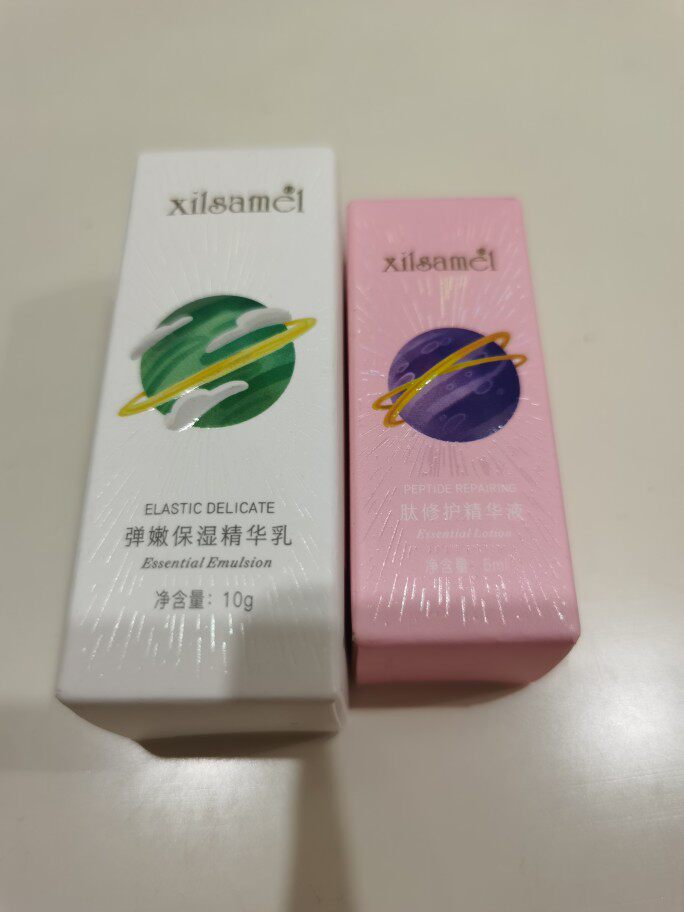 xilsamel®
ELASTIC DELICATE
弹嫩保湿精华乳
Essential Emulsion
净含量：10g
xilsamel®
PEPTIDE REPAIRING
肽修护精华液
Essential Lotion
净含量：5ml